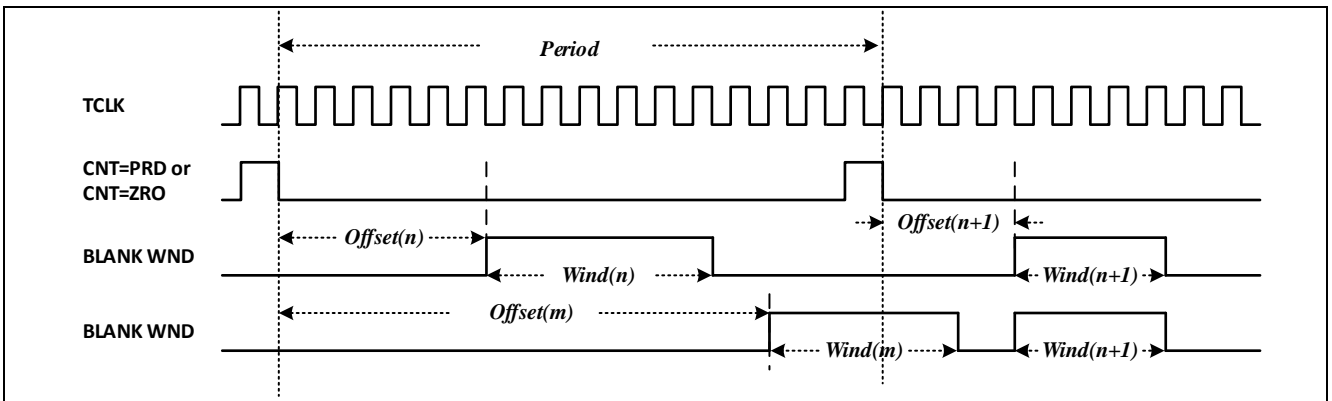 Period
TCLK
CNT=PRD or
CNT=ZRO
Offset(n)
Offset(n+1)
BLANK WND
Wind(n)
Wind(n+1)
Offset(m)
BLANK WND
Wind(m)
Wind(n+1)